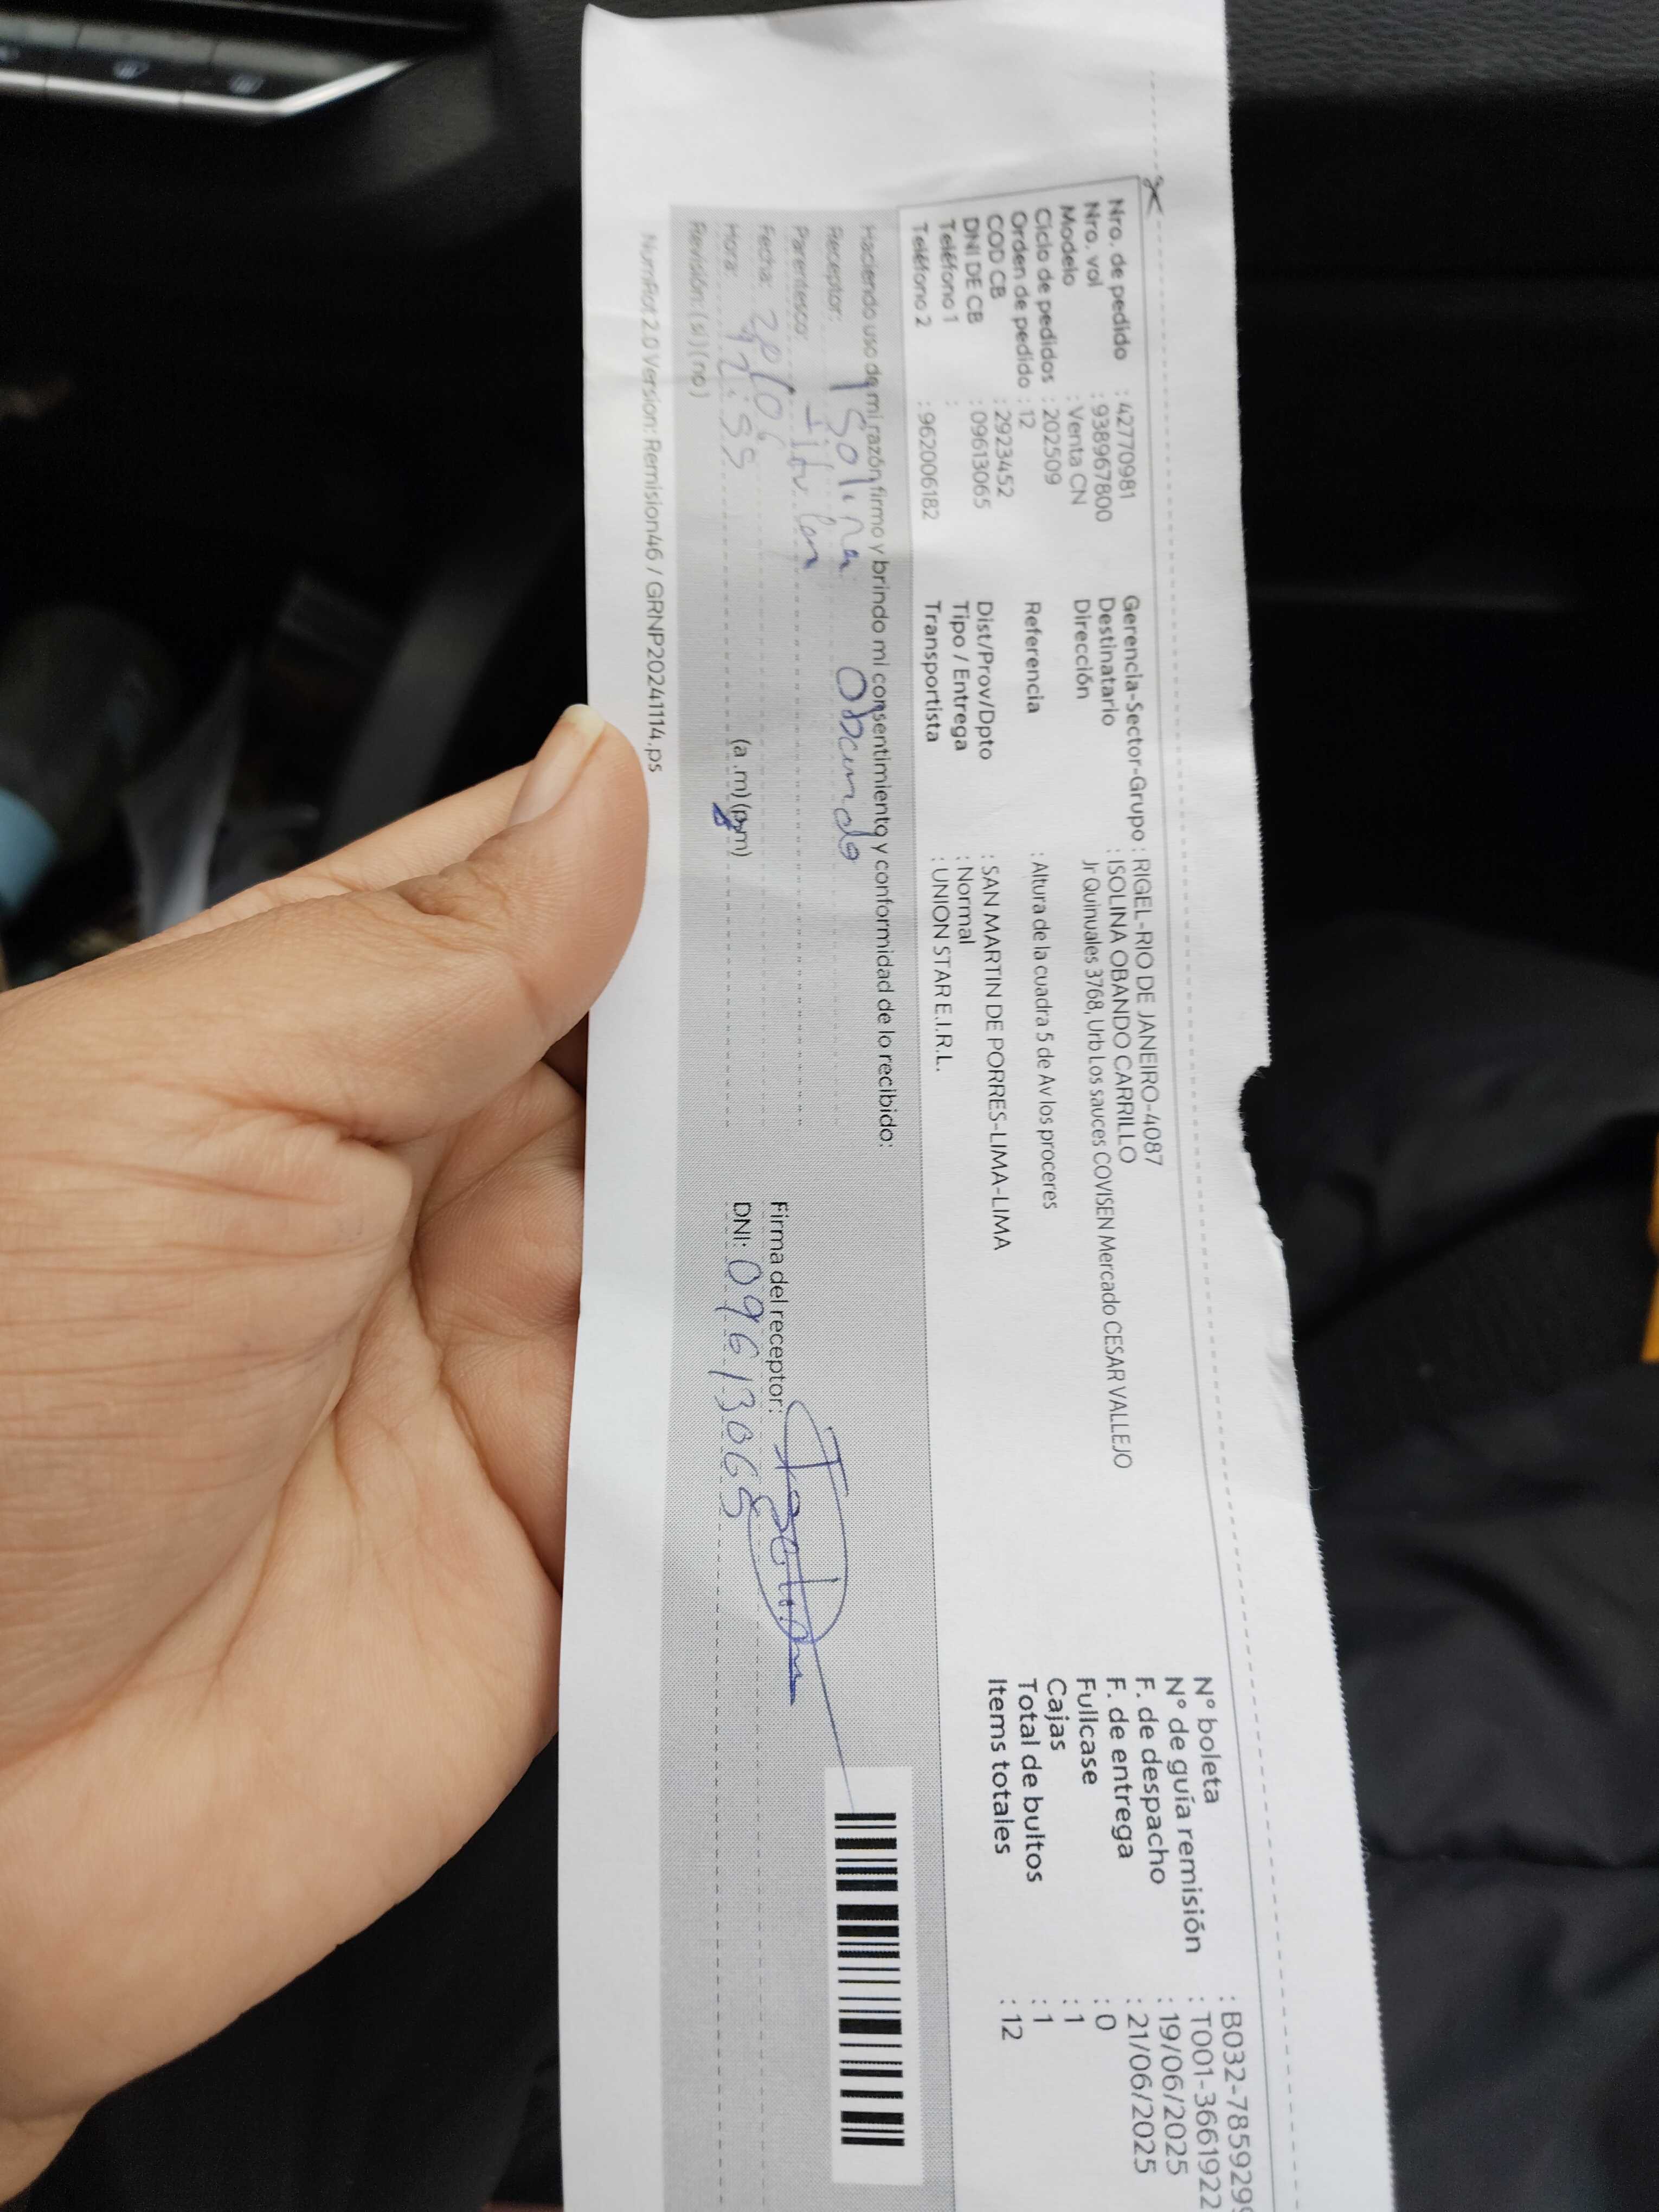 Nro. de pedido : 42770981
Nro. vol : 938967800
Modelo : Venta CN
Ciclo de pedidos : 202509
Orden de pedido : 12
COD CB : 2923452
DNI DE CB : 09613065
Teléfono 1 :
Teléfono 2 : 962006182
Gerencia-Sector-Grupo : RIGEL-RIO DE JANEIRO-4087
Destinatario : ISOLINA OBANDO CARRILLO
Dirección Jr Quinuales 3768, Urb Los sauces COVISEN Mercado CESAR VALLEJO
Referencia : Altura de la cuadra 5 de Av los proceres
Dist/Prov/Dpto : SAN MARTIN DE PORRES-LIMA-LIMA
Tipo / Entrega : Normal
Transportista : UNION STAR E.I.R.L.
N° boleta : B032-7859299
N° de guía remisión : T001-3661922
F. de despacho : 19/06/2025
F. de entrega : 21/06/2025
Fullcase : 0
Cajas : 1
Total de bultos : 1
Items totales : 12
Haciendo uso de mi razón firmo y brindo mi consentimiento y conformidad de lo recibido:
Receptor: Isolina Obando
Parentesco:
Fecha:
Hora: (a .m) (p.m)
Revisión: (si) (no)
Firma del receptor:
DNI: 09613065
NumRot 2.0 Version: Remision46 / GRNP20241114.ps